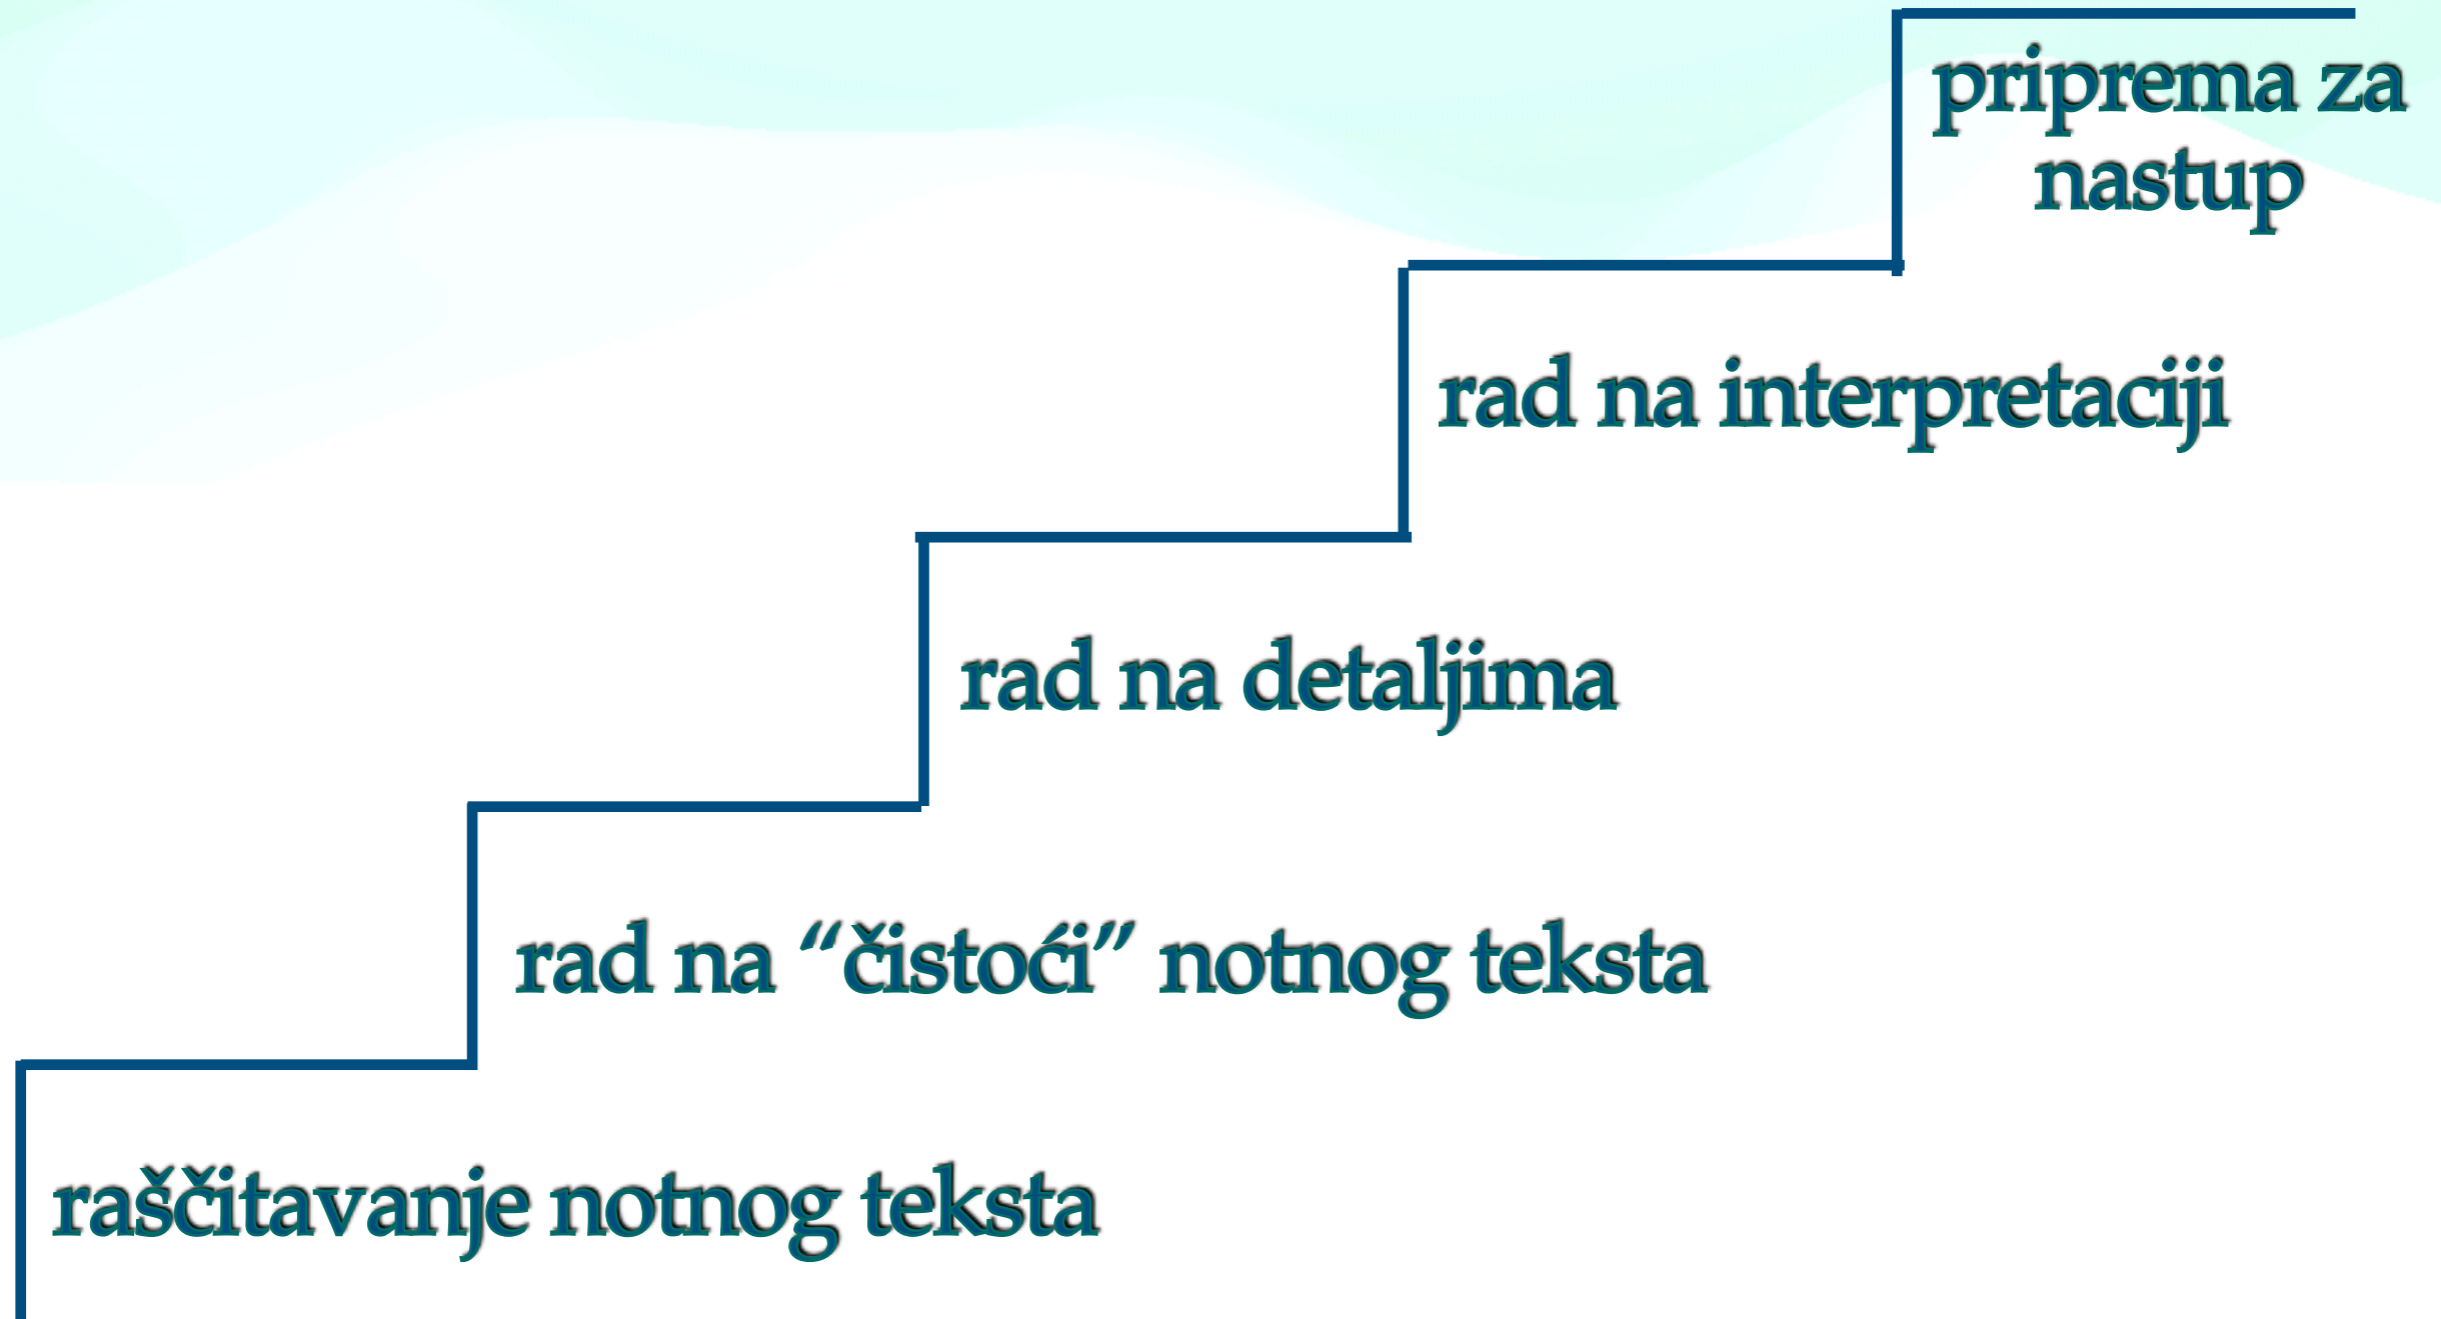 priprema za
nastup
rad na interpretaciji
rad na detaljima
rad na “čistoći” notnog teksta
raščitavanje notnog teksta